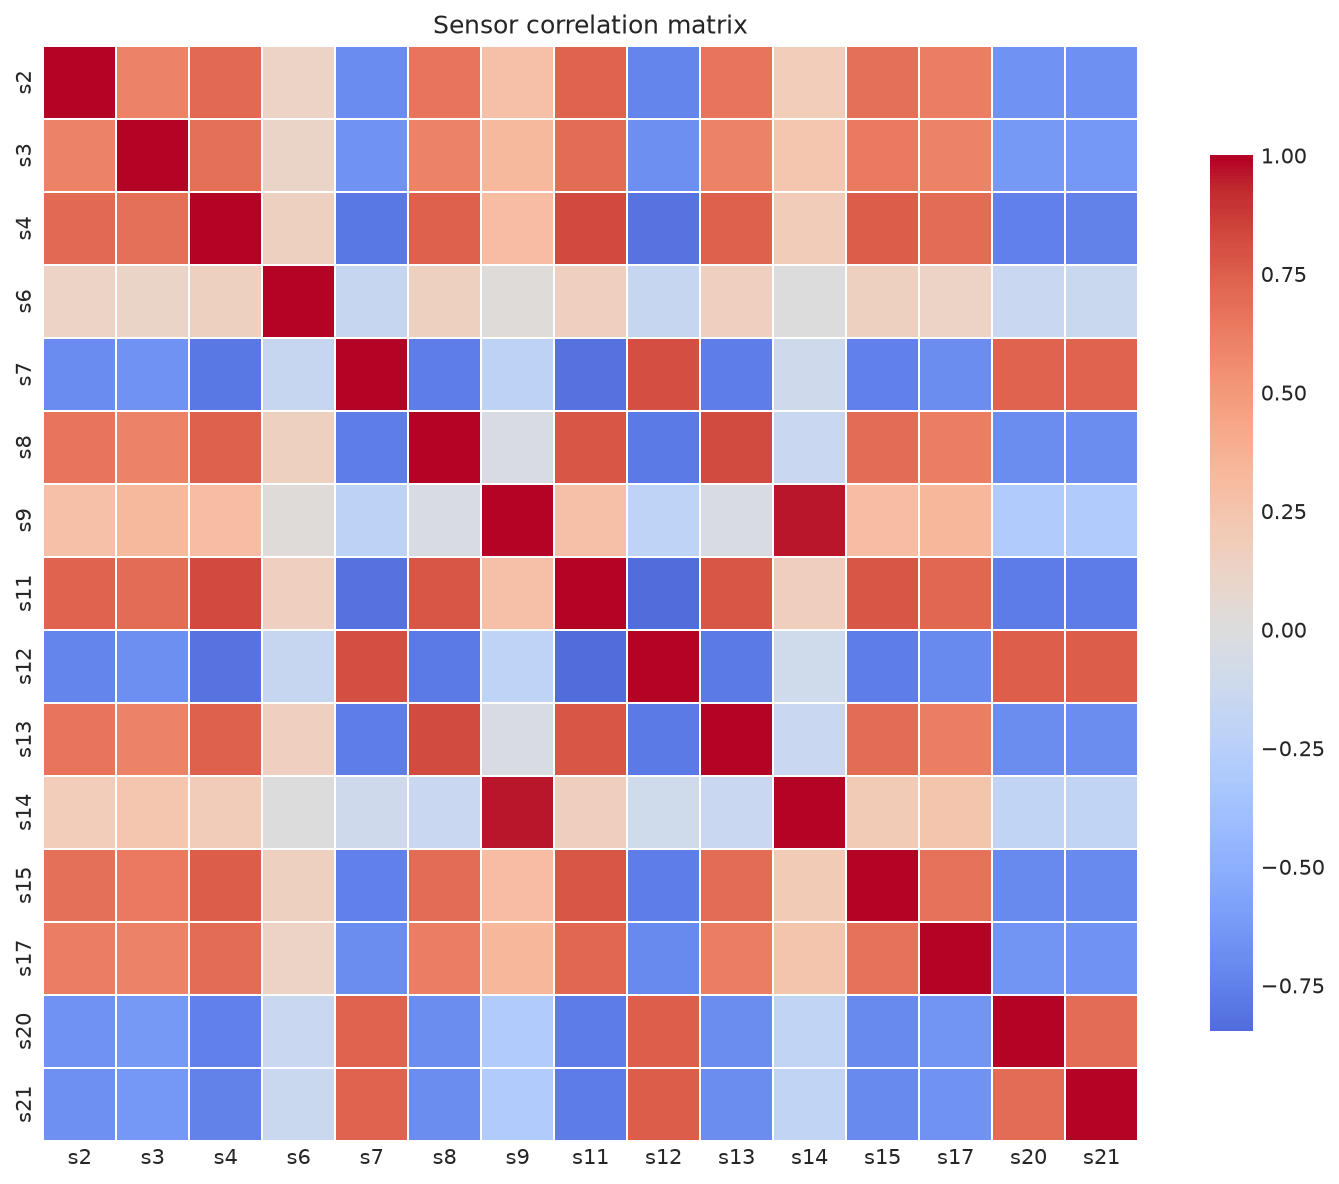 Sensor correlation matrix
s2
s3
s4
s6
s7
s8
s9
s11
s12
s13
s14
s15
s17
s20
s21
s2 s3 s4 s6 s7 s8 s9 s11 s12 s13 s14 s15 s17 s20 s21
1.00
0.75
0.50
0.25
0.00
−0.25
−0.50
−0.75